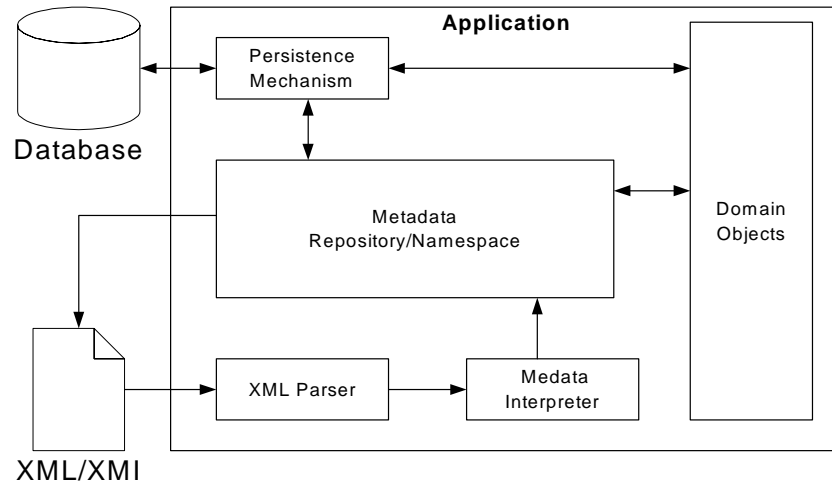 Application
Persistence
Mechanism
Database
Metadata
Repository/Namespace
Domain
Objects
XML Parser
Medata
Interpreter
XML/XMI